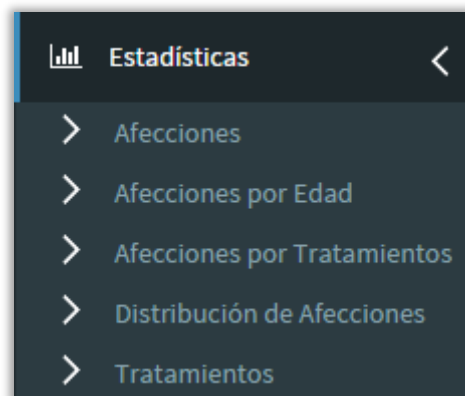 Estadísticas
Afecciones
Afecciones por Edad
Afecciones por Tratamientos
Distribución de Afecciones
Tratamientos